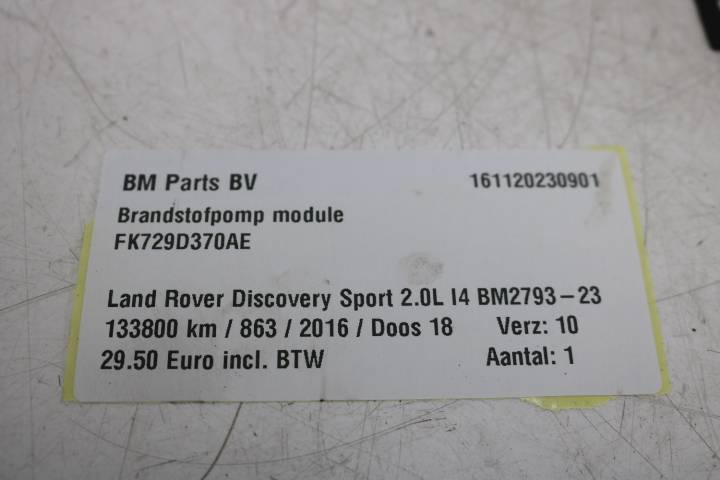 BM Parts BV 161120230901
Brandstofpomp module
FK729D370AE
Land Rover Discovery Sport 2.0L I4 BM2793-23
133800 km / 863 / 2016 / Doos 18 Verz: 10
29.50 Euro incl. BTW Aantal: 1